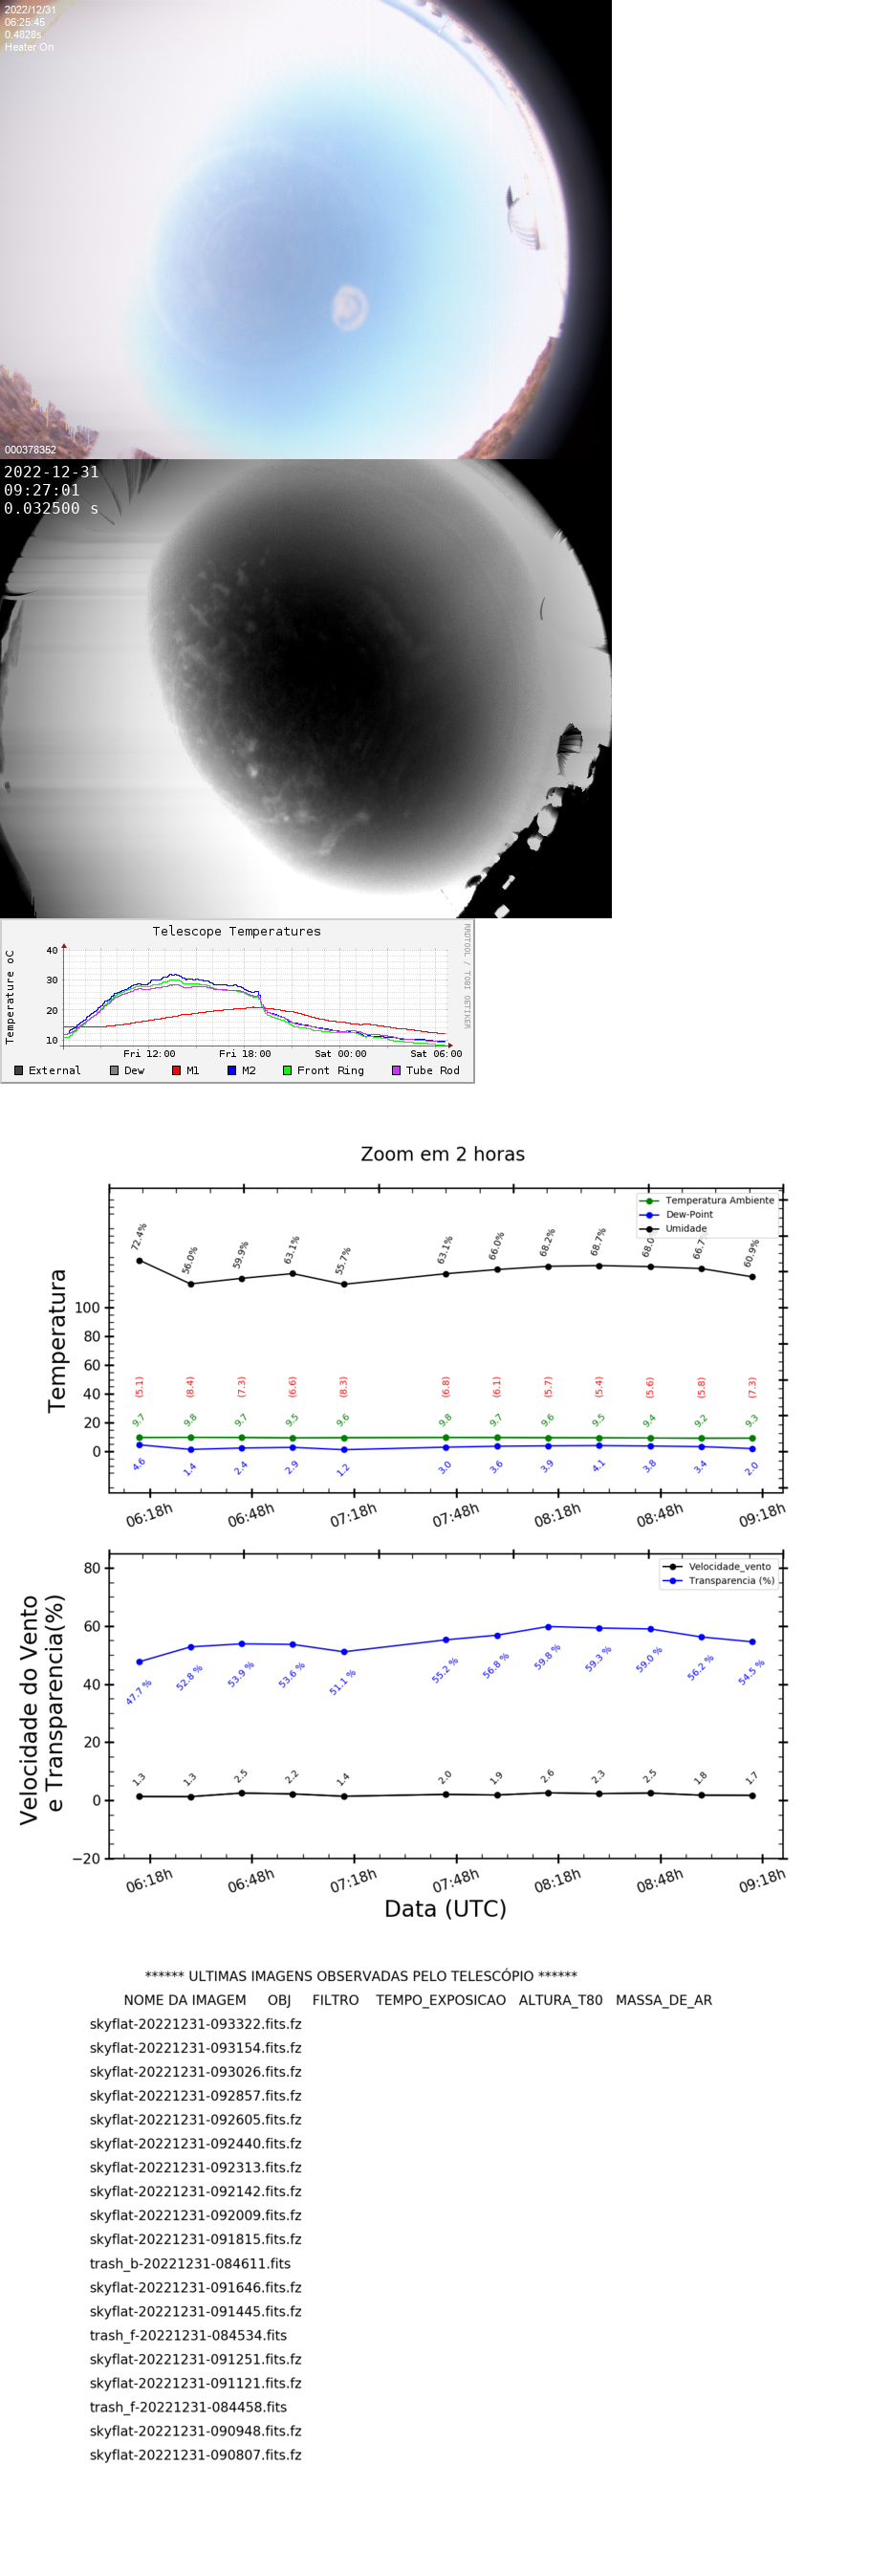 2022/12/31
06:25:45
0.4828s
Heater On
000378352
2022-12-31
09:27:01
0.032500 s
Telescope Temperatures
RRDTOOL / TOBI OETIKER
Temperature oC
40
30
20
10
Fri 12:00 Fri 18:00 Sat 00:00 Sat 06:00
External Dew M1 M2 Front Ring Tube Rod
Zoom em 2 horas
Temperatura Ambiente
Dew-Point
Umidade
72.4% 56.0% 59.9% 63.1% 55.7% 63.1% 66.0% 68.2% 68.7% 68.0 66.7% 60.9%
Temperatura
100
80
60
40
20
0
(5.1) (8.4) (7.3) (6.6) (8.3) (6.8) (6.1) (5.7) (5.4) (5.6) (5.8) (7.3)
9.7 9.8 9.7 9.5 9.6 9.8 9.7 9.6 9.5 9.4 9.2 9.3
4.6 1.4 2.4 2.9 1.2 3.0 3.6 3.9 4.1 3.8 3.4 2.0
06:18h 06:48h 07:18h 07:48h 08:18h 08:48h 09:18h
Velocidade_vento
Transparencia (%)
Velocidade do Vento
e Transparencia(%)
80
60
40
20
0
−20
47.7 % 52.8 % 53.9 % 53.6 % 51.1 % 55.2 % 56.8 % 59.8 % 59.3 % 59.0 % 56.2 % 54.5 %
1.3 1.3 2.5 2.2 1.4 2.0 1.9 2.6 2.3 2.5 1.8 1.7
06:18h 06:48h 07:18h 07:48h 08:18h 08:48h 09:18h
Data (UTC)
****** ULTIMAS IMAGENS OBSERVADAS PELO TELESCÓPIO ******
NOME DA IMAGEM OBJ FILTRO TEMPO_EXPOSICAO ALTURA_T80 MASSA_DE_AR
skyflat-20221231-093322.fits.fz
skyflat-20221231-093154.fits.fz
skyflat-20221231-093026.fits.fz
skyflat-20221231-092857.fits.fz
skyflat-20221231-092605.fits.fz
skyflat-20221231-092440.fits.fz
skyflat-20221231-092313.fits.fz
skyflat-20221231-092142.fits.fz
skyflat-20221231-092009.fits.fz
skyflat-20221231-091815.fits.fz
trash_b-20221231-084611.fits
skyflat-20221231-091646.fits.fz
skyflat-20221231-091445.fits.fz
trash_f-20221231-084534.fits
skyflat-20221231-091251.fits.fz
skyflat-20221231-091121.fits.fz
trash_f-20221231-084458.fits
skyflat-20221231-090948.fits.fz
skyflat-20221231-090807.fits.fz